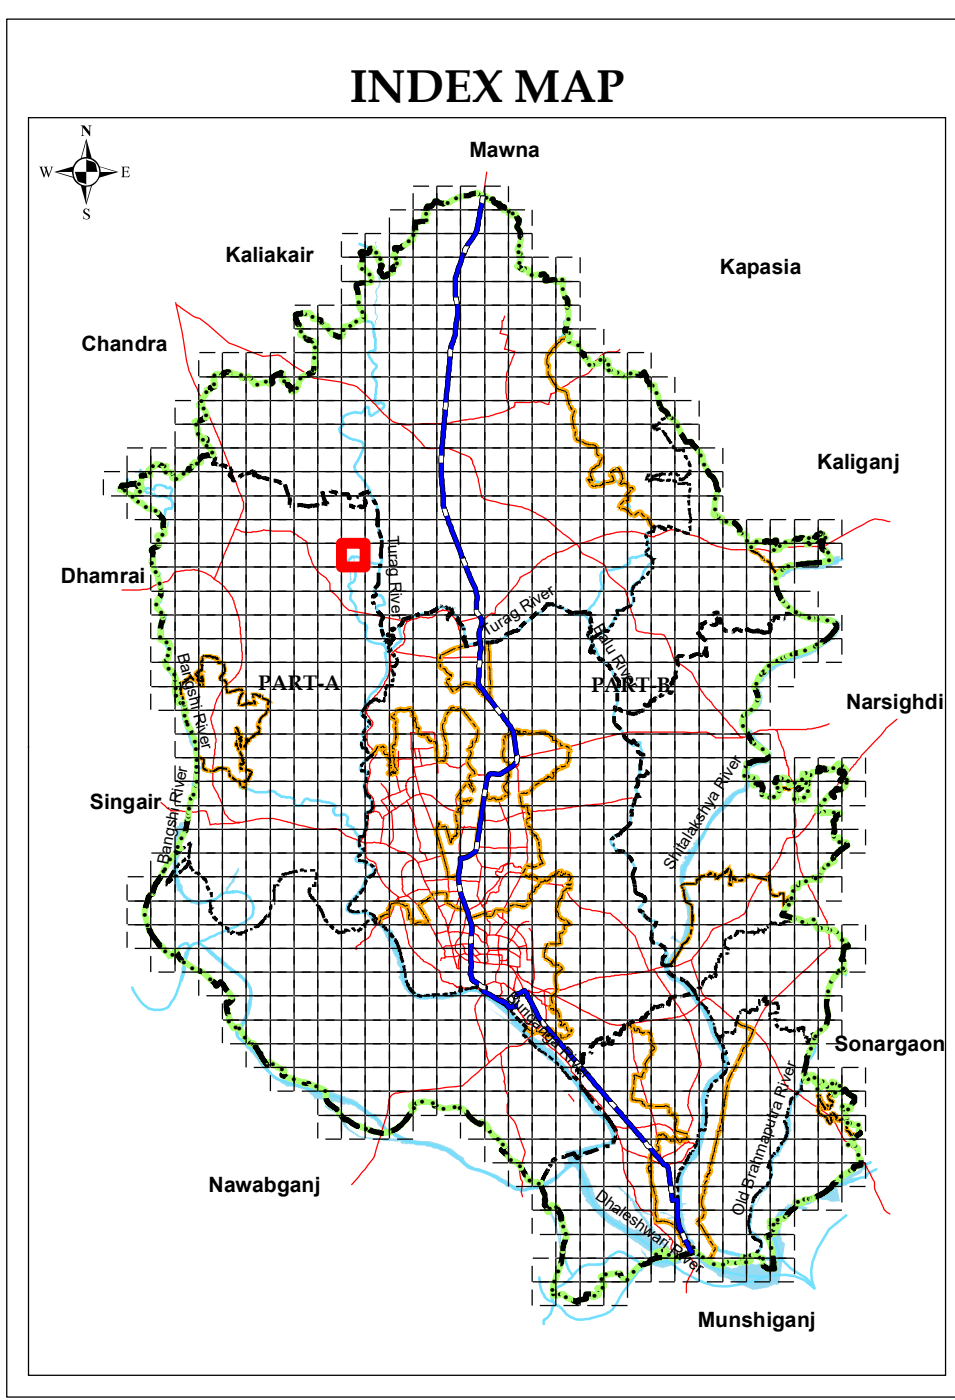 INDEX MAP
N
W E
S
Mawna
Kaliakair
Kapasia
Chandra
Kaliganj
Dhamrai
Turag River
Turag River
Balu River
Bangshi River
PART-A
PART-B
Narsighdi
Singair
Bangshi River
Shitalakshya River
Buriganga River
Sonargaon
Old Brahmaputra River
Nawabganj
Dhaleshwari River
Munshiganj